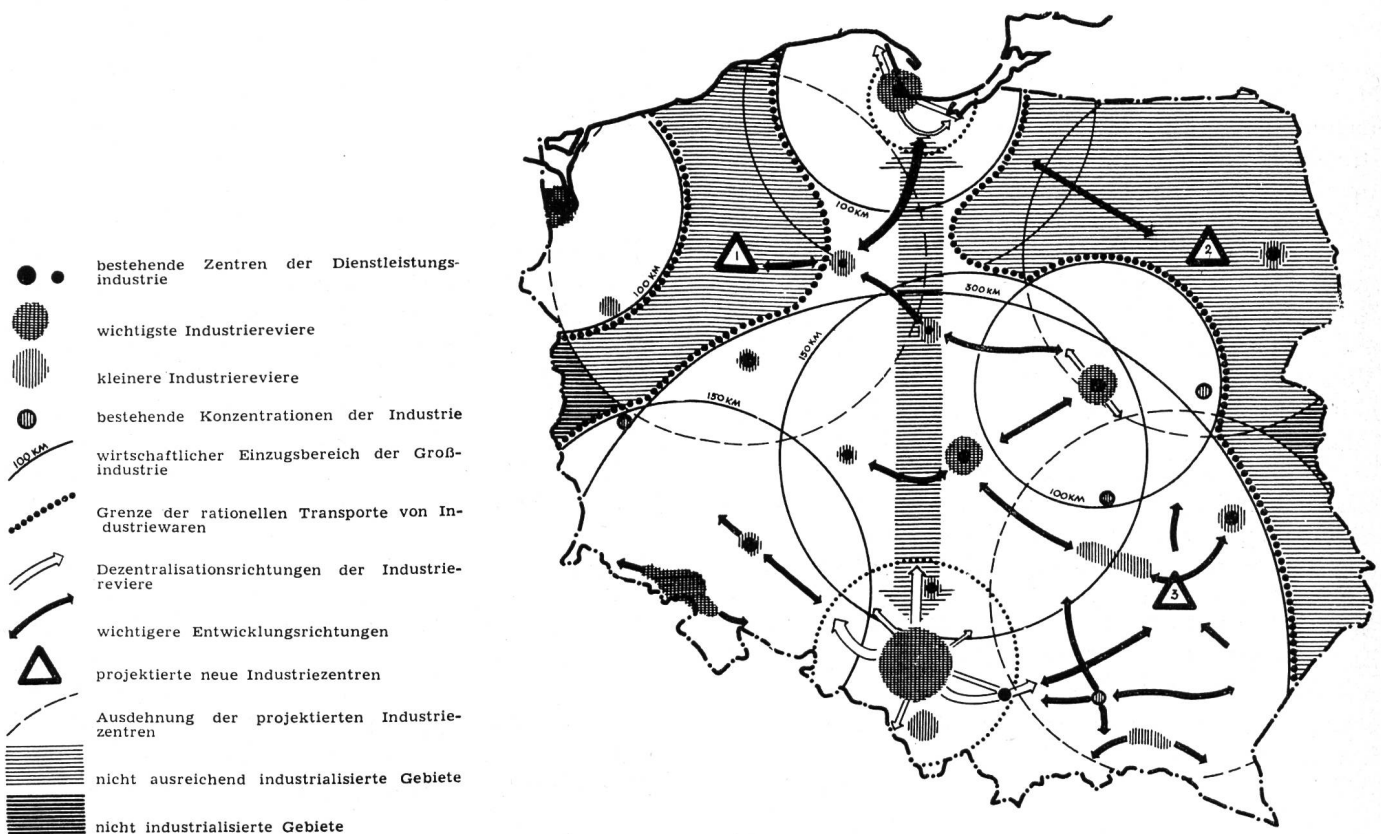 bestehende Zentren der Dienstleistungs-
industrie
wichtigste Industriereviere
kleinere Industriereviere
bestehende Konzentrationen der Industrie
100 KM
wirtschaftlicher Einzugsbereich der Groß-
industrie
Grenze der rationellen Transporte von In-
dustriewaren
Dezentralisationsrichtungen der Industrie-
reviere
wichtigere Entwicklungsrichtungen
projektierte neue Industriezentren
Ausdehnung der projektierten Industrie-
zentren
nicht ausreichend industrialisierte Gebiete
nicht industrialisierte Gebiete
100 KM
100 KM
1
2
300 KM
150 KM
150 KM
100 KM
3